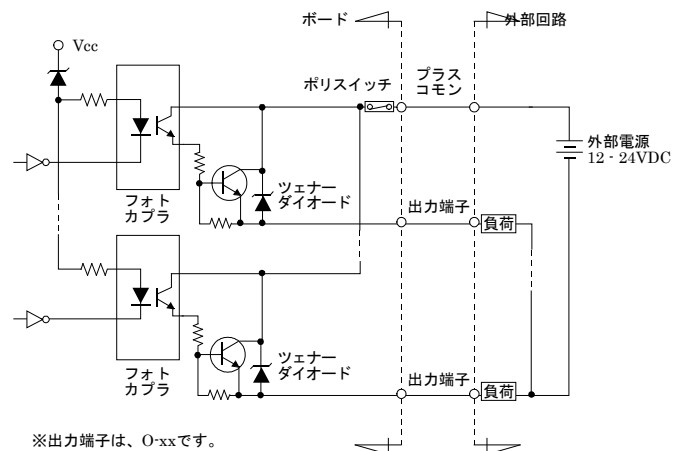 ボード
外部回路
Vcc
ポリスイッチ
プラス
コモン
外部電源
12 - 24VDC
フォト
カプラ
ツェナー
ダイオード
出力端子
負荷
フォト
カプラ
ツェナー
ダイオード
出力端子
負荷
※出力端子は、O-xxです。